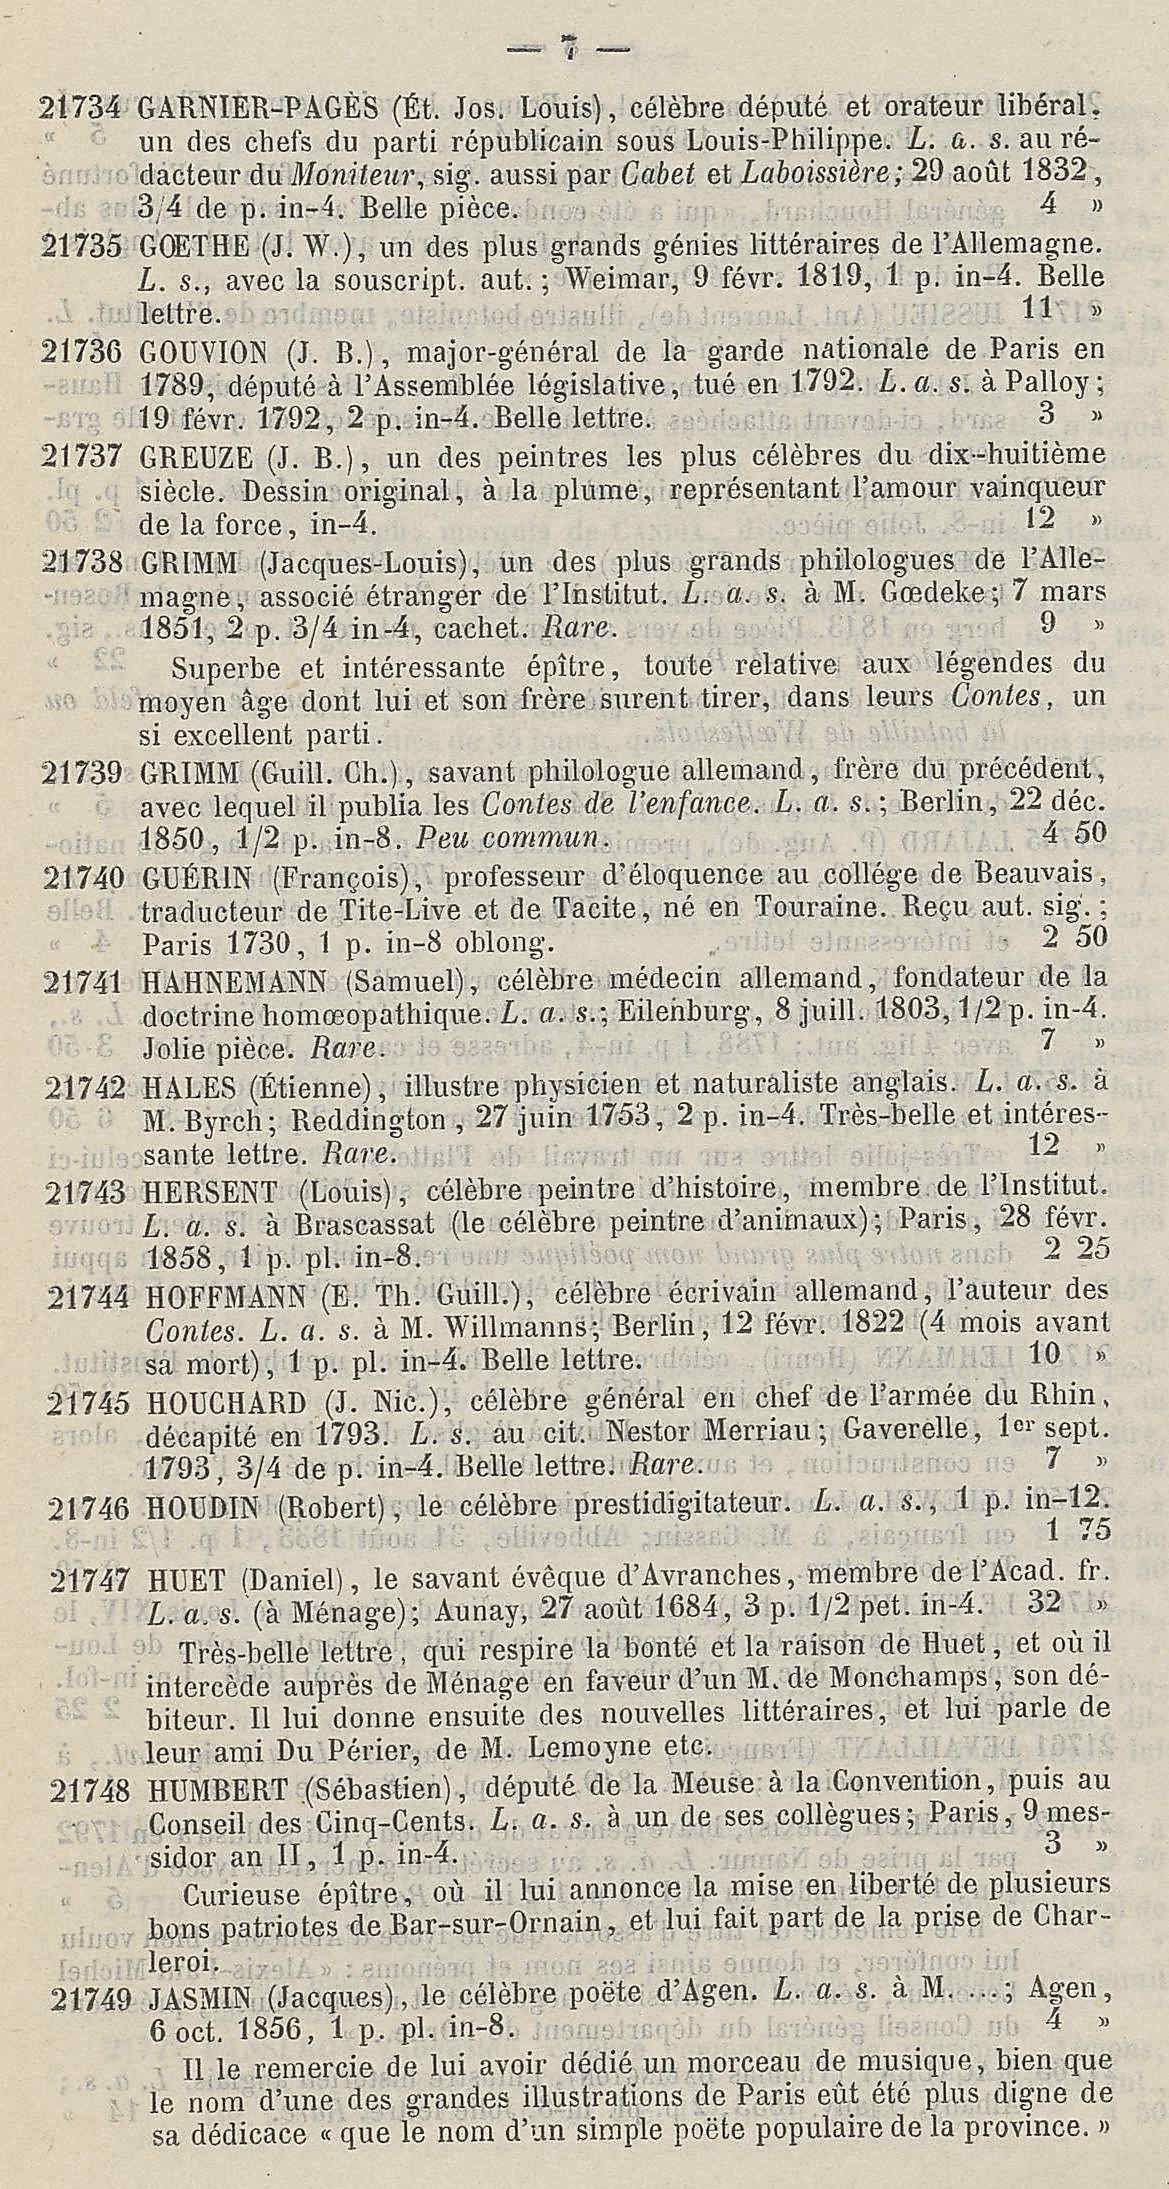 — 7 —
21734 GARNIER-PAGÈS (Ét. Jos. Louis), célèbre député et orateur libéral,
un des chefs du parti républicain sous Louis-Philippe. L. a. s. au ré-
dacteur du Moniteur, sig. aussi par Cabet et Laboissière; 29 août 1832,
3/4 de p. in-4. Belle pièce. 4 »
21735 GŒTHE (J. W.), un des plus grands génies littéraires de l'Allemagne.
L. s., avec la souscript. aut.; Weimar, 9 févr. 1819, 1 p. in-4. Belle
lettre. 11 »
21736 GOUVION (J. B.), major-général de la garde nationale de Paris en
1789, député à l'Assemblée législative, tué en 1792. L. a. s. à Palloy;
19 févr. 1792, 2 p. in-4. Belle lettre. 3 »
21737 GREUZE (J. B.), un des peintres les plus célèbres du dix-huitième
siècle. Dessin original, à la plume, représentant l'amour vainqueur
de la force, in-4. 12 »
21738 GRIMM (Jacques-Louis), un des plus grands philologues de l'Alle-
magne, associé étranger de l'Institut. L. a. s. à M. Gœdeke; 7 mars
1851, 2 p. 3/4 in-4, cachet. Rare. 9 »
Superbe et intéressante épître, toute relative aux légendes du
moyen âge dont lui et son frère surent tirer, dans leurs Contes, un
si excellent parti.
21739 GRIMM (Guill. Ch.), savant philologue allemand, frère du précédent,
avec lequel il publia les Contes de l'enfance. L. a. s.; Berlin, 22 déc.
1850, 1/2 p. in-8. Peu commun. 4 50
21740 GUÉRIN (François), professeur d'éloquence au collége de Beauvais,
traducteur de Tite-Live et de Tacite, né en Touraine. Reçu aut. sig.;
Paris 1730, 1 p. in-8 oblong. 2 50
21741 HAHNEMANN (Samuel), célèbre médecin allemand, fondateur de la
doctrine homœopathique. L. a. s.; Eilenburg, 8 juill. 1803, 1/2 p. in-4.
Jolie pièce. Rare. 7 »
21742 HALES (Étienne), illustre physicien et naturaliste anglais. L. a. s. à
M. Byrch; Reddington, 27 juin 1753, 2 p. in-4. Très-belle et intéres-
sante lettre. Rare. 12 »
21743 HERSENT (Louis), célèbre peintre d'histoire, membre de l'Institut.
L. a. s. à Brascassat (le célèbre peintre d'animaux); Paris, 28 févr.
1858, 1 p. pl. in-8. 2 25
21744 HOFFMANN (E. Th. Guill.), célèbre écrivain allemand, l'auteur des
Contes. L. a. s. à M. Willmanns; Berlin, 12 févr. 1822 (4 mois avant
sa mort), 1 p. pl. in-4. Belle lettre. 10 »
21745 HOUCHARD (J. Nic.), célèbre général en chef de l'armée du Rhin,
décapité en 1793. L. s. au cit. Nestor Merriau; Gaverelle, 1er sept.
1793, 3/4 de p. in-4. Belle lettre. Rare. 7 »
21746 HOUDIN (Robert), le célèbre prestidigitateur. L. a. s., 1 p. in-12.
1 75
21747 HUET (Daniel), le savant évêque d'Avranches, membre de l'Acad. fr.
L. a. s. (à Ménage); Aunay, 27 août 1684, 3 p. 1/2 pet. in-4. 32 »
Très-belle lettre, qui respire la bonté et la raison de Huet, et où il
intercède auprès de Ménage en faveur d'un M. de Monchamps, son dé-
biteur. Il lui donne ensuite des nouvelles littéraires, et lui parle de
leur ami Du Périer, de M. Lemoyne etc.
21748 HUMBERT (Sébastien), député de la Meuse à la Convention, puis au
Conseil des Cinq-Cents. L. a. s. à un de ses collègues; Paris, 9 mes-
sidor an II, 1 p. in-4. 3 »
Curieuse épître, où il lui annonce la mise en liberté de plusieurs
bons patriotes de Bar-sur-Ornain, et lui fait part de la prise de Char-
leroi.
21749 JASMIN (Jacques), le célèbre poëte d'Agen. L. a. s. à M. ...; Agen,
6 oct. 1856, 1 p. pl. in-8. 4 »
Il le remercie de lui avoir dédié un morceau de musique, bien que
le nom d'une des grandes illustrations de Paris eût été plus digne de
sa dédicace « que le nom d'un simple poëte populaire de la province. »